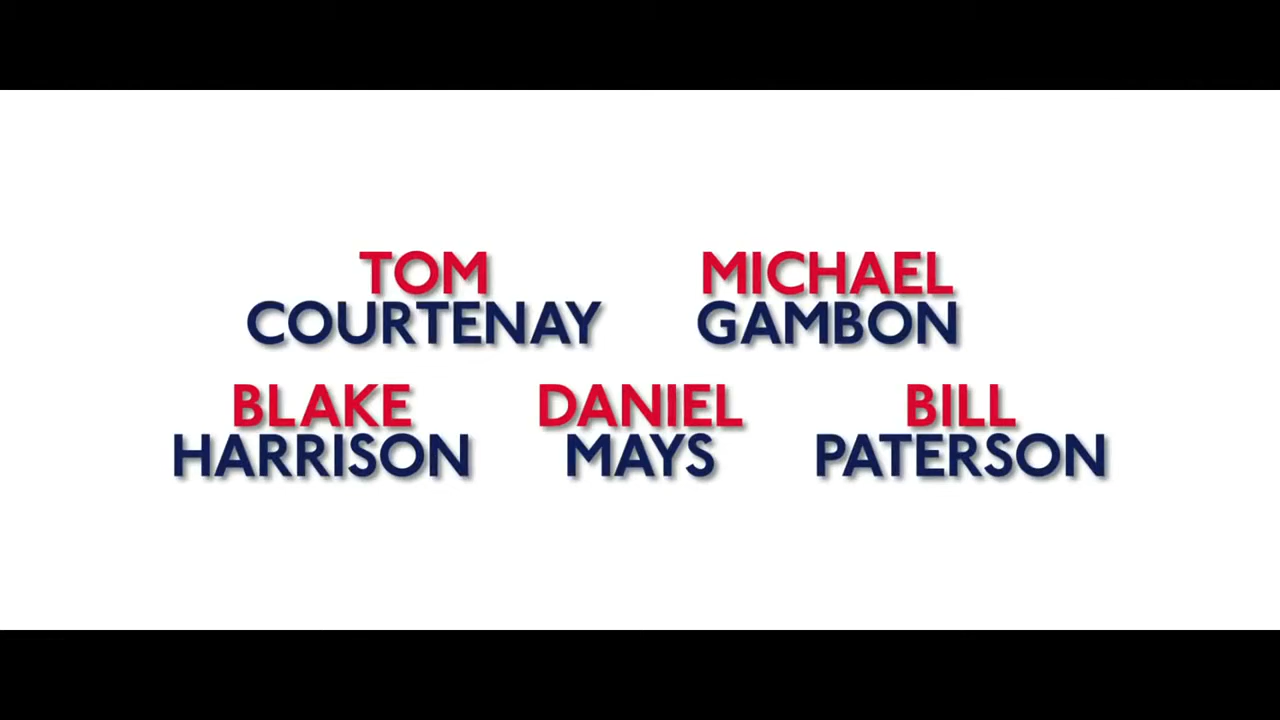 TOM MICHAEL
COURTENAY GAMBON
BLAKE DANIEL BILL
HARRISON MAYS PATERSON